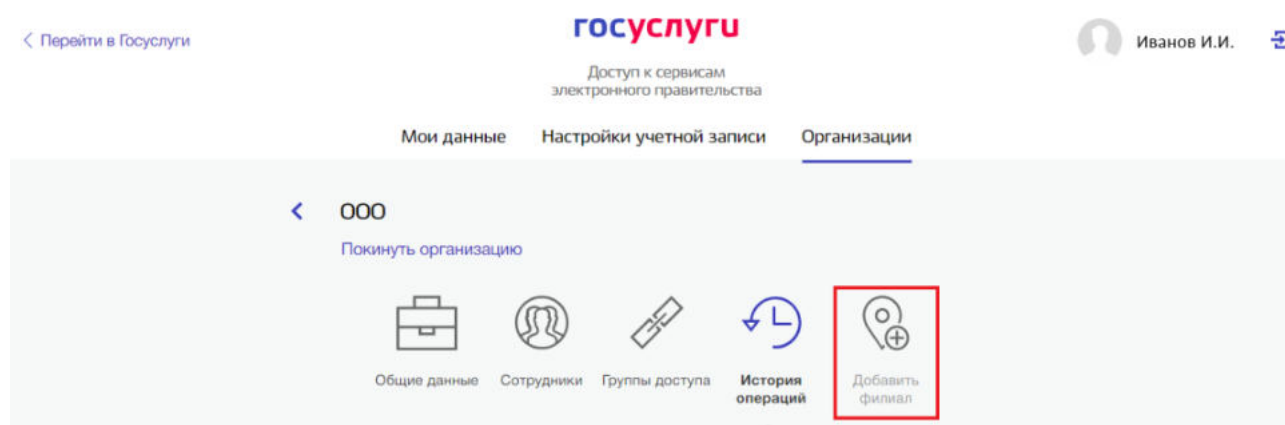 Перейти в Госуслуги
госуслуги
Иванов И.И.
Доступ к сервисам
электронного правительства
Мои данные Настройки учетной записи Организации
ООО
Покинуть организацию
Общие данные Сотрудники Группы доступа История операций Добавить филиал